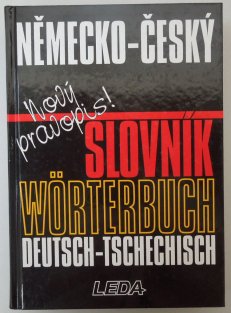 NĚMECKO-ČESKÝ
Nový
pravopis!
SLOVNÍK
WÖRTERBUCH
DEUTSCH-TSCHECHISCH
LEDA